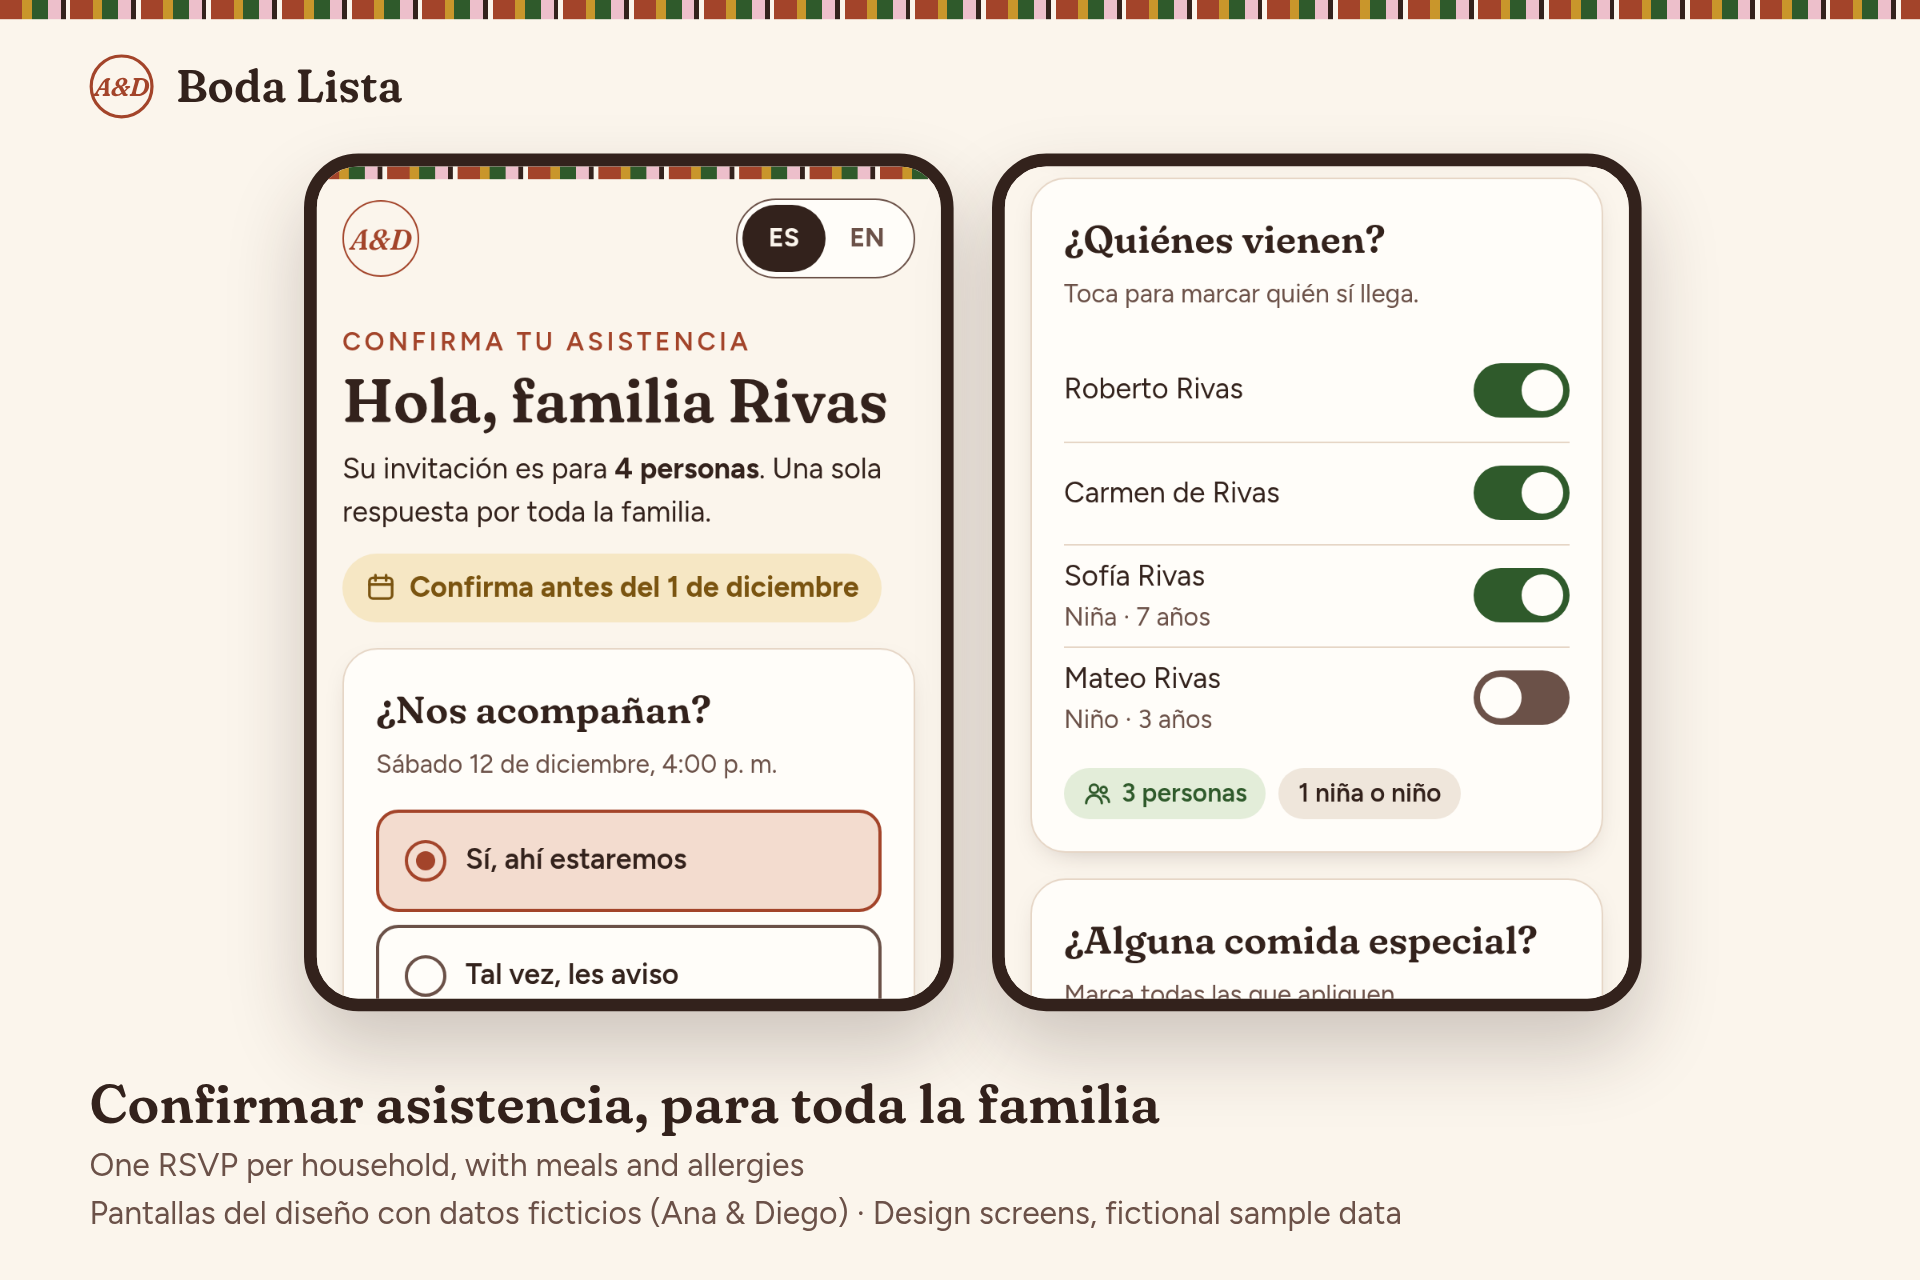 A&D Boda Lista
A&D
ES EN
CONFIRMA TU ASISTENCIA
Hola, familia Rivas
Su invitación es para 4 personas. Una sola
respuesta por toda la familia.
Confirma antes del 1 de diciembre
¿Nos acompañan?
Sábado 12 de diciembre, 4:00 p. m.
Sí, ahí estaremos
Tal vez, les aviso
¿Quiénes vienen?
Toca para marcar quién sí llega.
Roberto Rivas
Carmen de Rivas
Sofía Rivas
Niña · 7 años
Mateo Rivas
Niño · 3 años
3 personas
1 niña o niño
¿Alguna comida especial?
Marca todas las que apliquen
Confirmar asistencia, para toda la familia
One RSVP per household, with meals and allergies
Pantallas del diseño con datos ficticios (Ana & Diego) · Design screens, fictional sample data